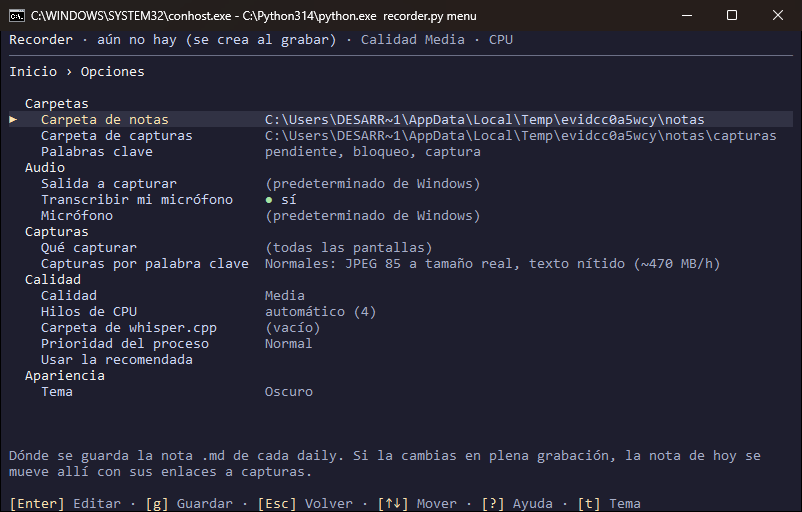 C:\WINDOWS\SYSTEM32\conhost.exe - C:\Python314\python.exe recorder.py menu
Recorder · aún no hay (se crea al grabar) · Calidad Media · CPU
Inicio › Opciones
Carpetas
► Carpeta de notas C:\Users\DESARR~1\AppData\Local\Temp\evidcc0a5wcy\notas
Carpeta de capturas C:\Users\DESARR~1\AppData\Local\Temp\evidcc0a5wcy\notas\capturas
Palabras clave pendiente, bloqueo, captura
Audio
Salida a capturar (predeterminado de Windows)
Transcribir mi micrófono ● sí
Micrófono (predeterminado de Windows)
Capturas
Qué capturar (todas las pantallas)
Capturas por palabra clave Normales: JPEG 85 a tamaño real, texto nítido (~470 MB/h)
Calidad
Calidad Media
Hilos de CPU automático (4)
Carpeta de whisper.cpp (vacío)
Prioridad del proceso Normal
Usar la recomendada
Apariencia
Tema Oscuro
Dónde se guarda la nota .md de cada daily. Si la cambias en plena grabación, la nota de hoy se
mueve allí con sus enlaces a capturas.
[Enter] Editar · [g] Guardar · [Esc] Volver · [↑↓] Mover · [?] Ayuda · [t] Tema